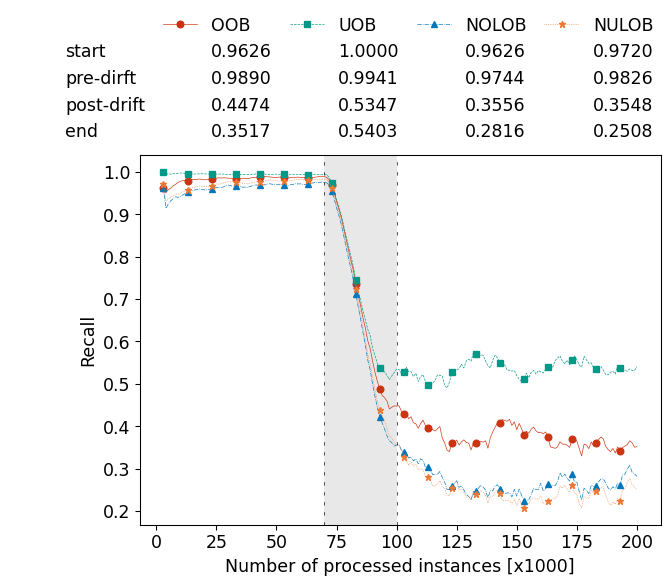 OOB UOB NOLOB NULOB
start 0.9626 1.0000 0.9626 0.9720
pre-dirft 0.9890 0.9941 0.9744 0.9826
post-drift 0.4474 0.5347 0.3556 0.3548
end 0.3517 0.5403 0.2816 0.2508
1.0
0.9
0.8
0.7
0.6
0.5
0.4
0.3
0.2
Recall
0 25 50 75 100 125 150 175 200
Number of processed instances [x1000]